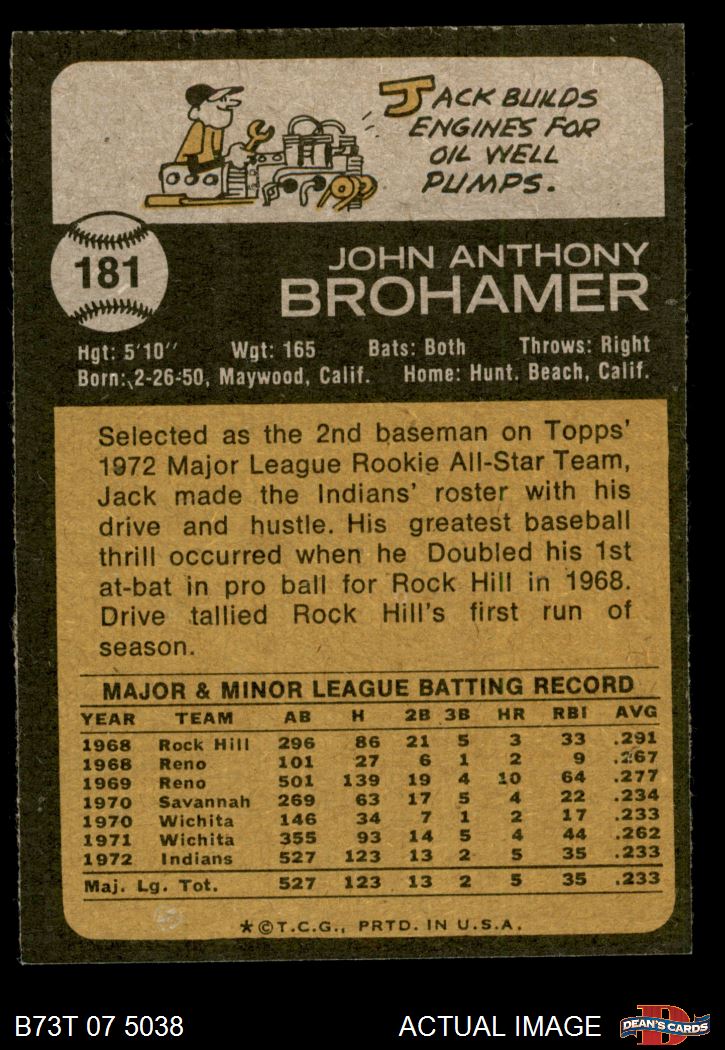 JACK BUILDS
ENGINES FOR
OIL WELL
PUMPS.
181
JOHN ANTHONY
BROHAMER
Hgt: 5'10" Wgt: 165 Bats: Both Throws: Right
Born: 2-26-50, Maywood, Calif. Home: Hunt. Beach, Calif.
Selected as the 2nd baseman on Topps'
1972 Major League Rookie All-Star Team,
Jack made the Indians' roster with his
drive and hustle. His greatest baseball
thrill occurred when he Doubled his 1st
at-bat in pro ball for Rock Hill in 1968.
Drive tallied Rock Hill's first run of
season.
MAJOR & MINOR LEAGUE BATTING RECORD
YEAR TEAM AB H 2B 3B HR RBI AVG
1968 Rock Hill 296 86 21 5 3 33 .291
1968 Reno 101 27 6 1 2 9 .267
1969 Reno 501 139 19 4 10 64 .277
1970 Savannah 269 63 17 5 4 22 .234
1970 Wichita 146 34 7 1 2 17 .233
1971 Wichita 355 93 14 5 4 44 .262
1972 Indians 527 123 13 2 5 35 .233
Maj. Lg. Tot. 527 123 13 2 5 35 .233
*©T.C.G., PRTD. IN U.S.A.
B73T 07 5038 ACTUAL IMAGE
D
DEAN'S CARDS